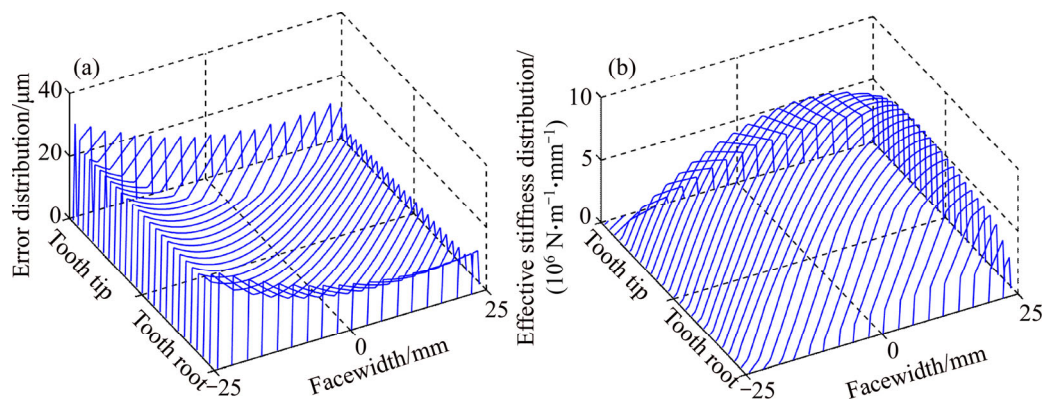 (a)
Error distribution/μm
40
20
0
Tooth tip
Tooth root
−25
0
25
Facewidth/mm
(b)
Effective stiffness distribution/
(10⁶ N·m⁻¹·mm⁻¹)
10
5
0
Tooth tip
Tooth root
−25
0
25
Facewidth/mm